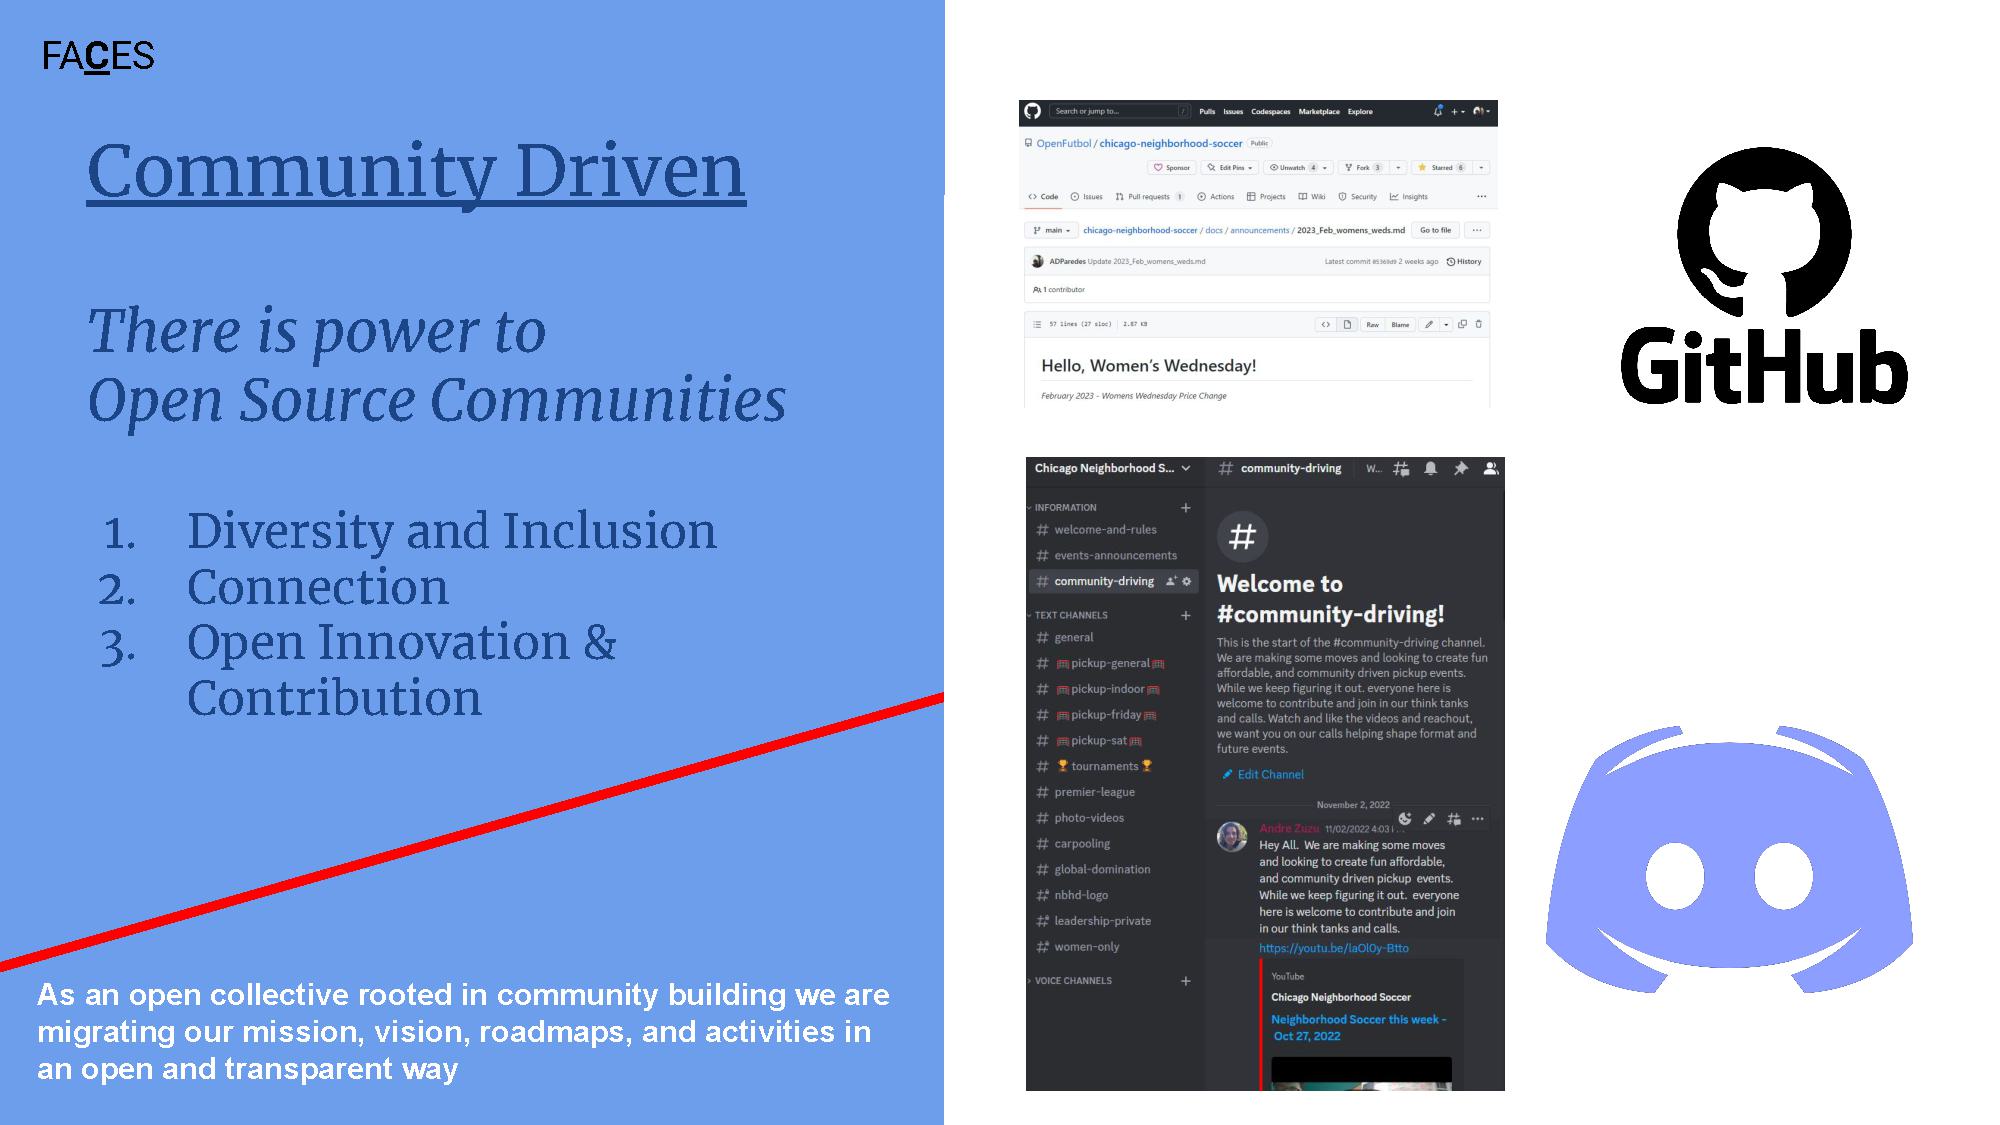 FACES
Community Driven
There is power to
Open Source Communities
1. Diversity and Inclusion
2. Connection
3. Open Innovation &
Contribution
As an open collective rooted in community building we are
migrating our mission, vision, roadmaps, and activities in
an open and transparent way
Search or jump to... / Pulls Issues Codespaces Marketplace Explore
OpenFutbol / chicago-neighborhood-soccer Public
Sponsor Edit Pins Unwatch 4 Fork 3 Starred 6
Code Issues Pull requests 1 Actions Projects Wiki Security Insights
main chicago-neighborhood-soccer / docs / announcements / 2023_Feb_womens_weds.md Go to file
ADParedes Update 2023_Feb_womens_weds.md Latest commit 2 weeks ago History
1 contributor
57 lines (27 sloc) 2.87 KB Raw Blame
Hello, Women's Wednesday!
February 2023 - Womens Wednesday Price Change
GitHub
Chicago Neighborhood S...
INFORMATION
# welcome-and-rules
# events-announcements
# community-driving
TEXT CHANNELS
# general
# pickup-general
# pickup-indoor
# pickup-friday
# pickup-sat
# tournaments
# premier-league
# photo-videos
# carpooling
# global-domination
# nbhd-logo
# leadership-private
# women-only
VOICE CHANNELS
# community-driving W...
#
Welcome to
#community-driving!
This is the start of the #community-driving channel.
We are making some moves and looking to create fun
affordable, and community driven pickup events.
While we keep figuring it out. everyone here is
welcome to contribute and join in our think tanks
and calls. Watch and like the videos and reachout,
we want you on our calls helping shape format and
future events.
Edit Channel
November 2, 2022
Andre Zuzu 11/02/2022 4:03
Hey All. We are making some moves
and looking to create fun affordable,
and community driven pickup events.
While we keep figuring it out. everyone
here is welcome to contribute and join
in our think tanks and calls.
https://youtu.be/laOl0y-Btto
YouTube
Chicago Neighborhood Soccer
Neighborhood Soccer this week -
Oct 27, 2022